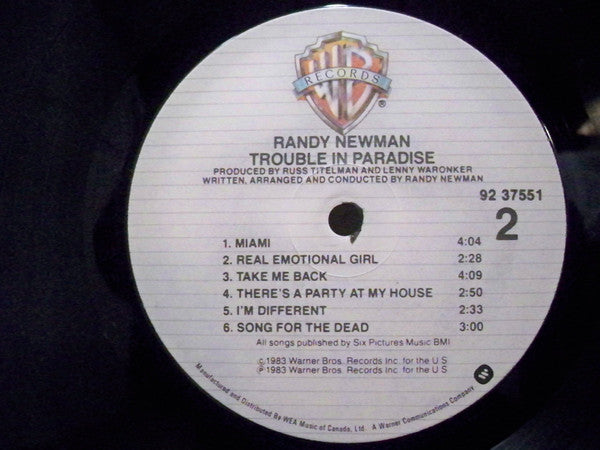 WB
RECORDS
®
RANDY NEWMAN
TROUBLE IN PARADISE
PRODUCED BY RUSS TITELMAN AND LENNY WARONKER
WRITTEN, ARRANGED AND CONDUCTED BY RANDY NEWMAN
92 37551
2
1. MIAMI 4:04
2. REAL EMOTIONAL GIRL 2:28
3. TAKE ME BACK 4:09
4. THERE'S A PARTY AT MY HOUSE 2:50
5. I'M DIFFERENT 2:33
6. SONG FOR THE DEAD 3:00
All songs published by Six Pictures Music BMI
©1983 Warner Bros. Records Inc. for the U S
℗1983 Warner Bros. Records Inc. for the U S
Manufactured and Distributed By WEA Music of Canada, Ltd. A Warner Communications Company